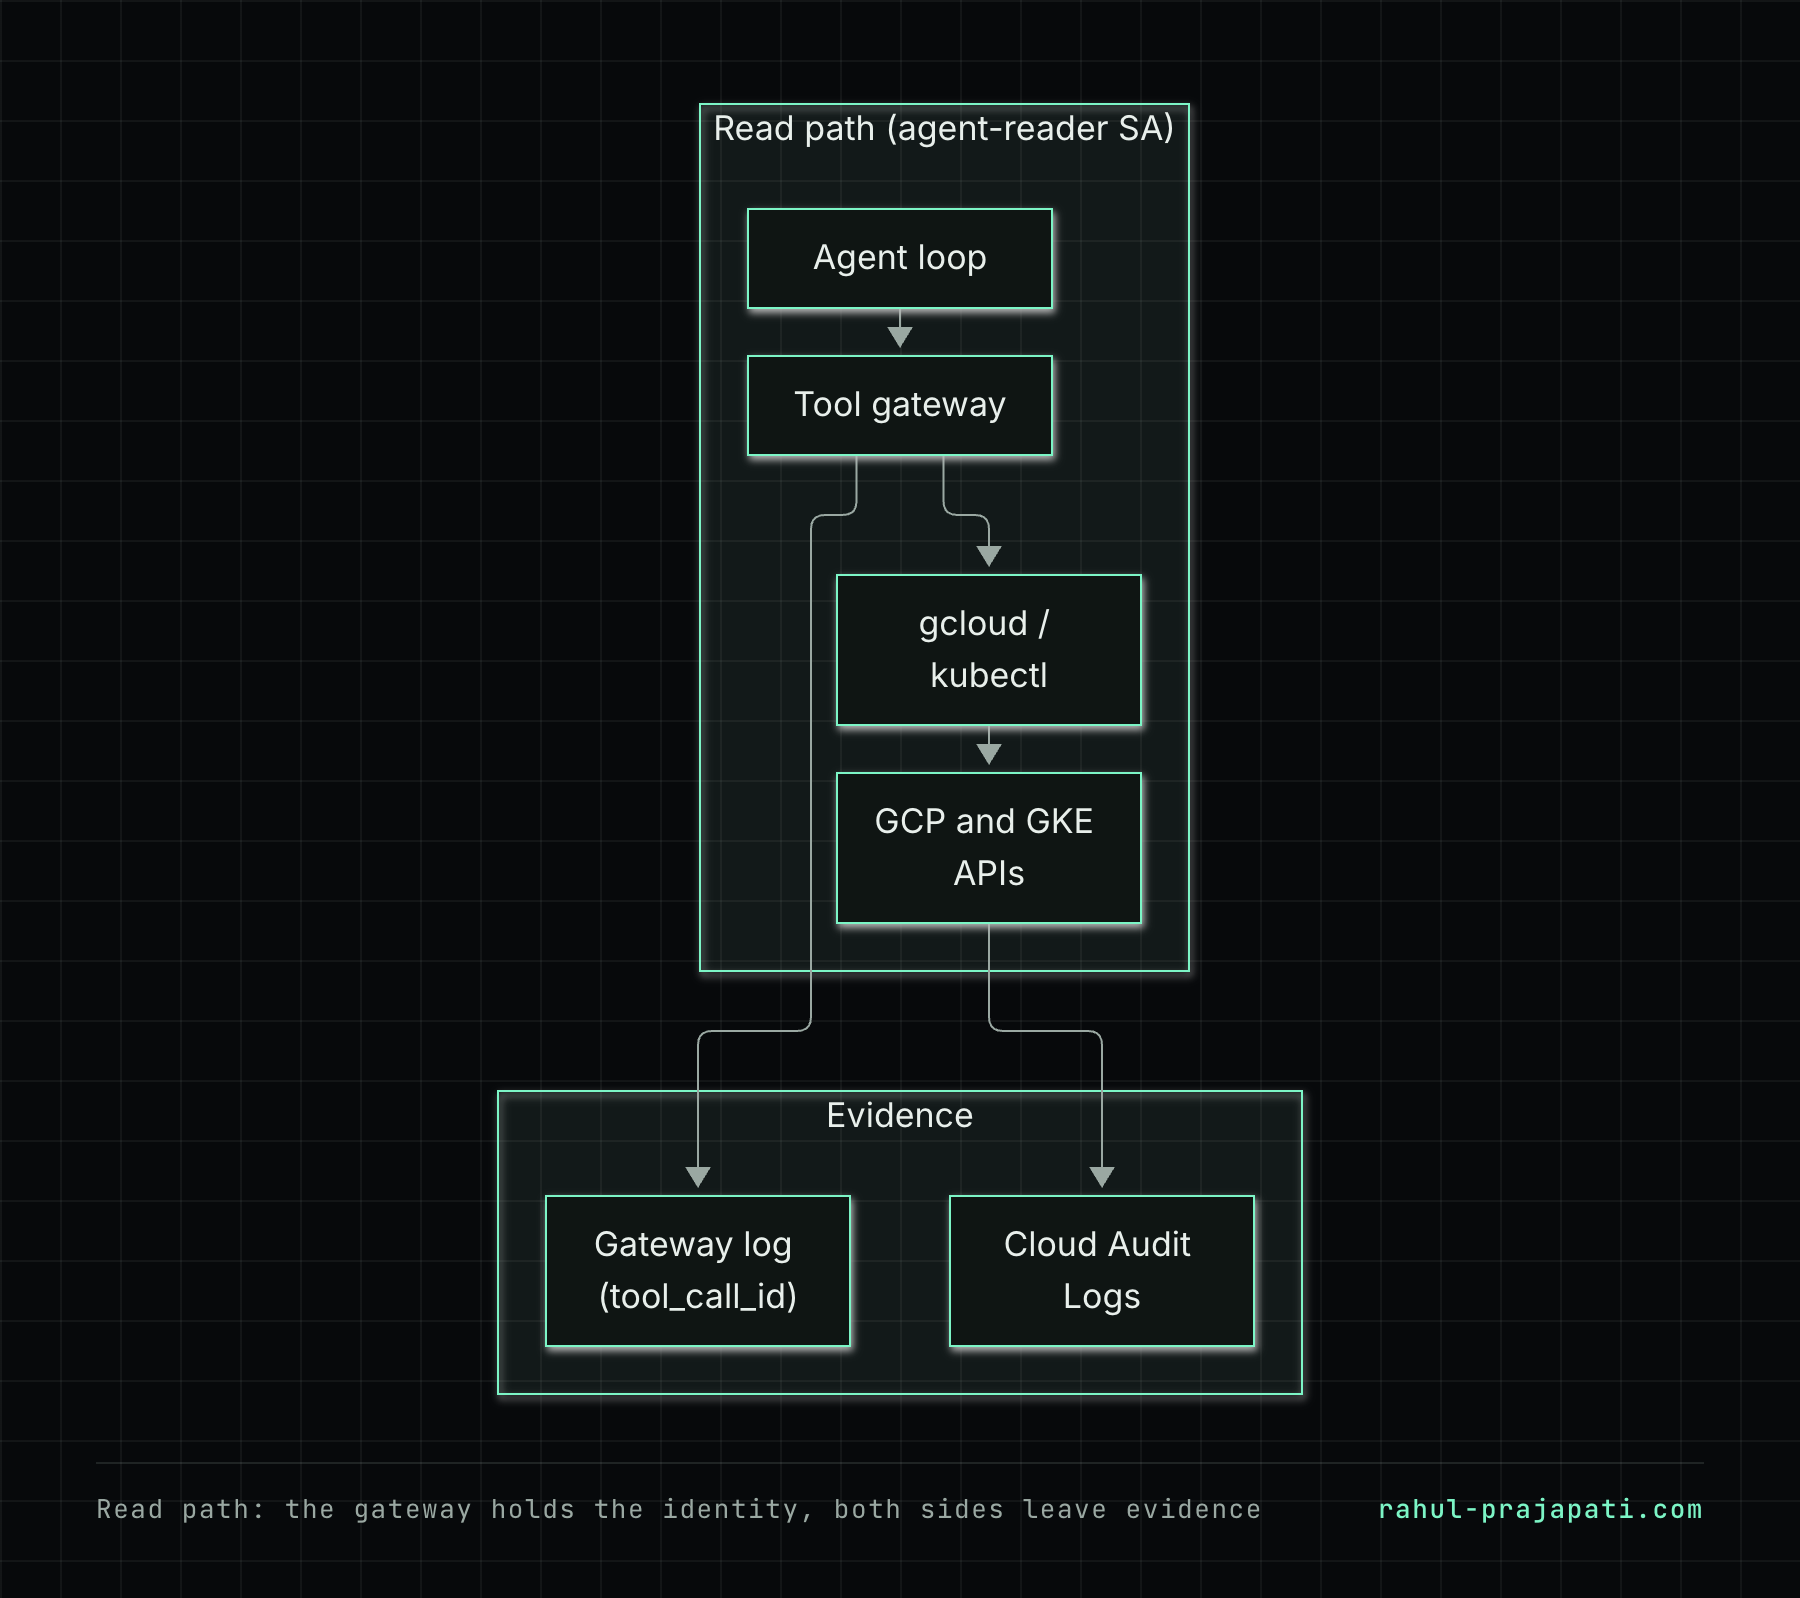 Read path (agent-reader SA)
Agent loop
Tool gateway
gcloud /
kubectl
GCP and GKE
APIs
Evidence
Gateway log
(tool_call_id)
Cloud Audit
Logs
Read path: the gateway holds the identity, both sides leave evidence
rahul-prajapati.com